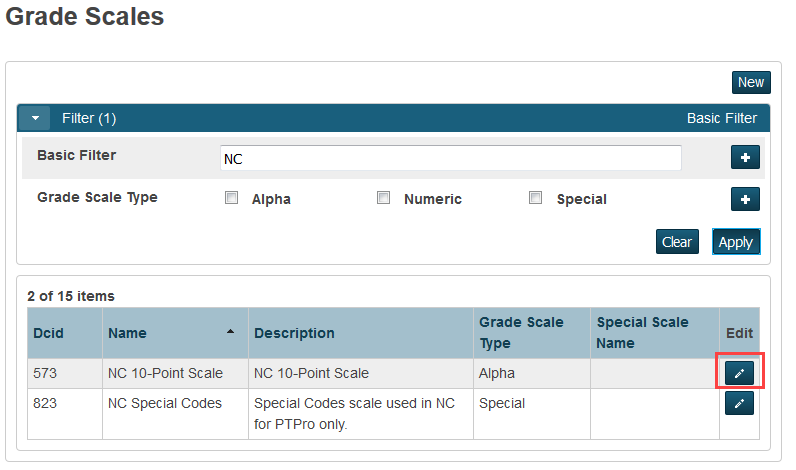 Grade Scales
New
Filter (1) Basic Filter
Basic Filter NC
Grade Scale Type Alpha Numeric Special
Clear Apply
2 of 15 items
Dcid Name Description Grade Scale Type Special Scale Name Edit
573 NC 10-Point Scale NC 10-Point Scale Alpha
823 NC Special Codes Special Codes scale used in NC Special
for PTPro only.